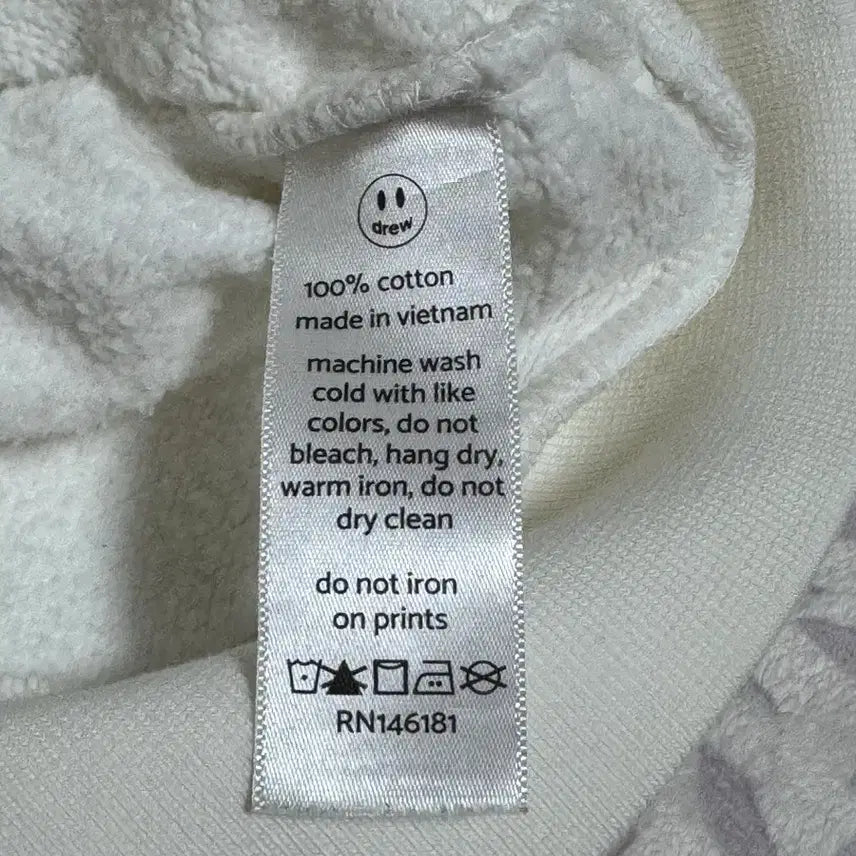 drew
100% cotton
made in vietnam
machine wash
cold with like
colors, do not
bleach, hang dry,
warm iron, do not
dry clean
do not iron
on prints
RN146181